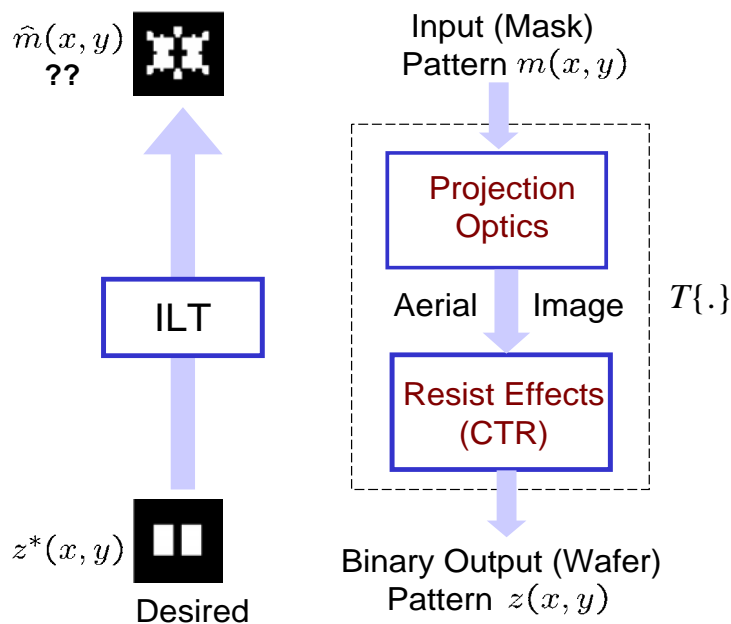 m̂(x, y)
??
ILT
z*(x, y)
Desired
Input (Mask)
Pattern m(x, y)
Projection
Optics
Aerial Image
T{.}
Resist Effects
(CTR)
Binary Output (Wafer)
Pattern z(x, y)